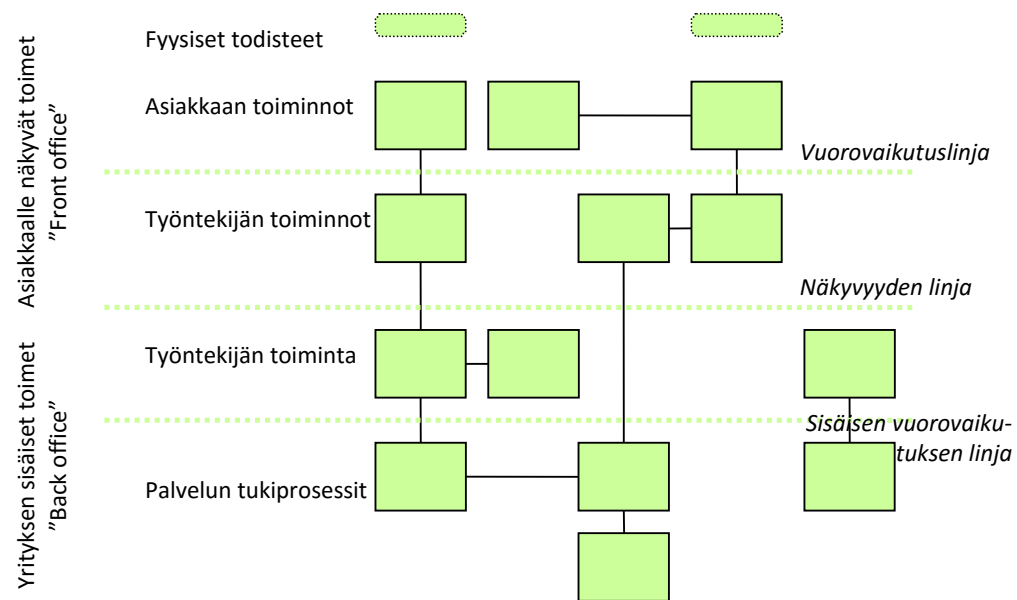 Asiakkaalle näkyvät toimet
”Front office”
Fyysiset todisteet
Asiakkaan toiminnot
Vuorovaikutuslinja
Työntekijän toiminnot
Näkyvyyden linja
Yrityksen sisäiset toimet
”Back office”
Työntekijän toiminta
Sisäisen vuorovaiku-
tuksen linja
Palvelun tukiprosessit